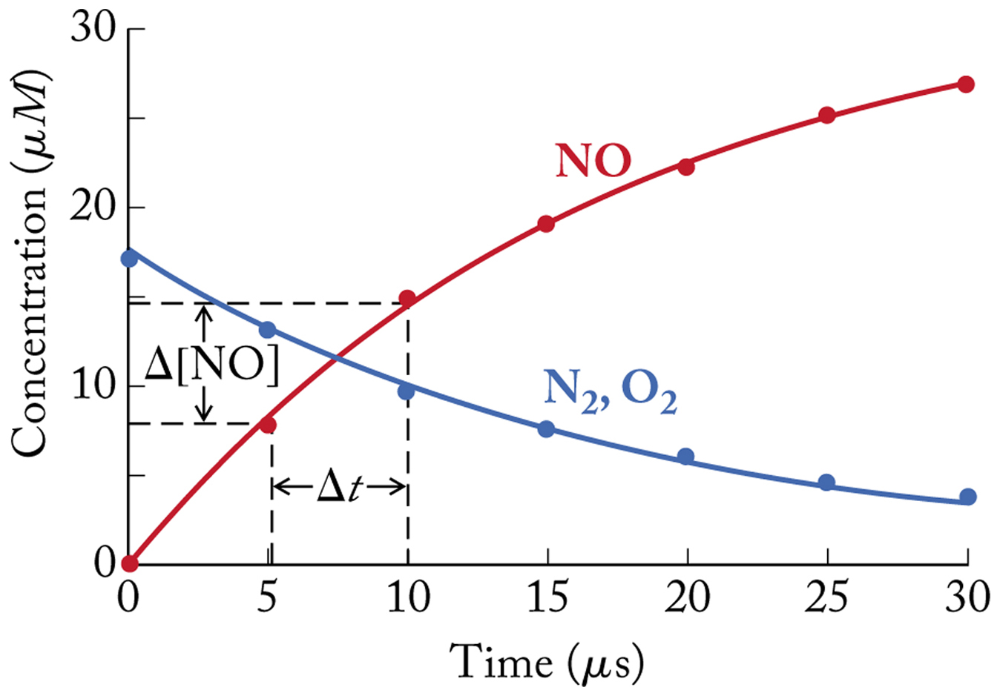 30
20
10
0
Concentration (μM)
NO
N₂, O₂
Δ[NO]
Δt
0 5 10 15 20 25 30
Time (μs)